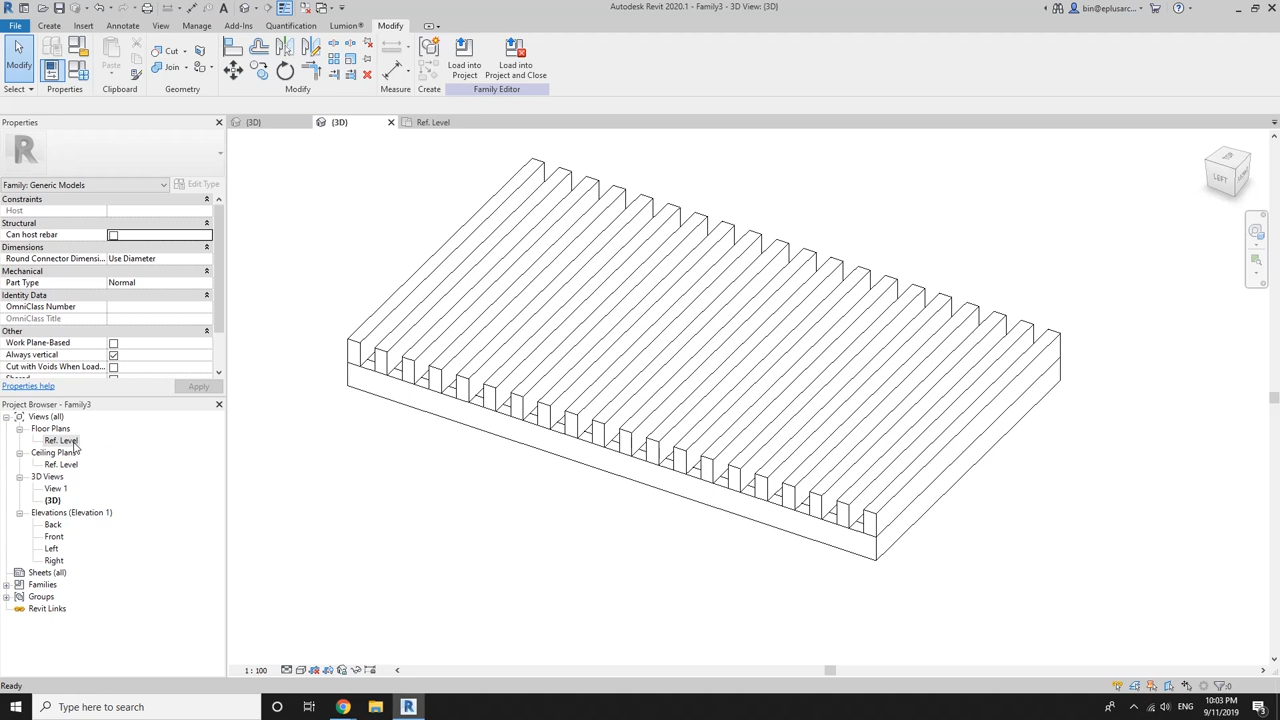 Autodesk Revit 2020.1 - Family3 - 3D View: {3D}
bin@eplusarc...
File Create Insert Annotate View Manage Add-Ins Quantification Lumion® Modify
Modify
Paste
Cut
Join
Load into
Project
Load into
Project and Close
Select Properties Clipboard Geometry Modify Measure Create Family Editor
Properties
{3D}
{3D}
Ref. Level
Family: Generic Models
Edit Type
Constraints
Host
Structural
Can host rebar
Dimensions
Round Connector Dimensi... Use Diameter
Mechanical
Part Type Normal
Identity Data
OmniClass Number
OmniClass Title
Other
Work Plane-Based
Always vertical
Cut with Voids When Load...
Properties help
Apply
Project Browser - Family3
Views (all)
Floor Plans
Ref. Level
Ceiling Plans
Ref. Level
3D Views
View 1
{3D}
Elevations (Elevation 1)
Back
Front
Left
Right
Sheets (all)
Families
Groups
Revit Links
LEFT
1 : 100
Ready
:0
Type here to search
ENG
10:03 PM
9/11/2019
3